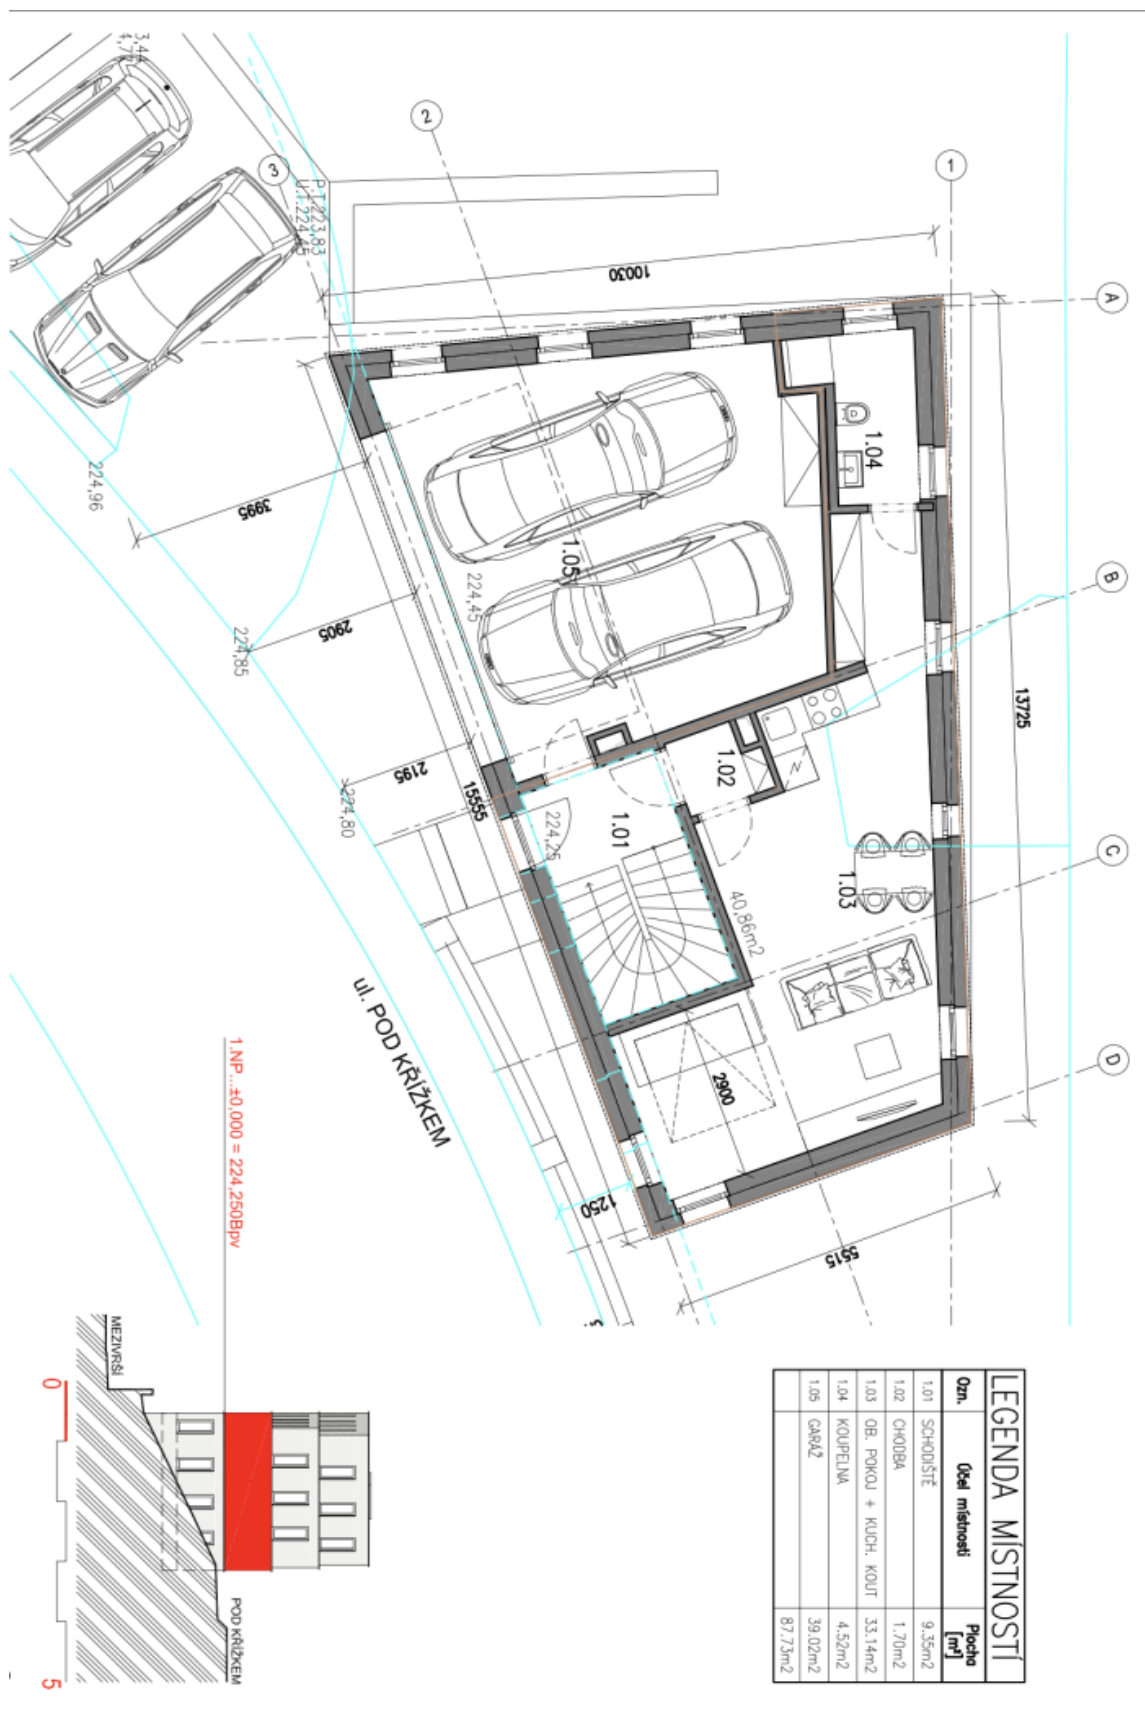 2
1
3
P.T.223,83
U.T.224,45
10030
A
1.04
224,96
3995
1.05
224,45
B
2905
224,85
13725
1.02
2195
15555
224,80
224,25
1.01
C
1.03
40,86m2
ul. POD KŘÍŽKEM
D
2900
1250
5515
1.NP...±0,000 = 224,250Bpv
MEZIVRŠÍ
POD KŘÍŽKEM
0
5
LEGENDA MÍSTNOSTÍ
Ozn. Účel místnosti Plocha [m²]
1.01 SCHODIŠTĚ 9.35m2
1.02 CHODBA 1.70m2
1.03 OB. POKOJ + KUCH. KOUT 33.14m2
1.04 KOUPELNA 4.52m2
1.05 GARÁŽ 39.02m2
87.73m2